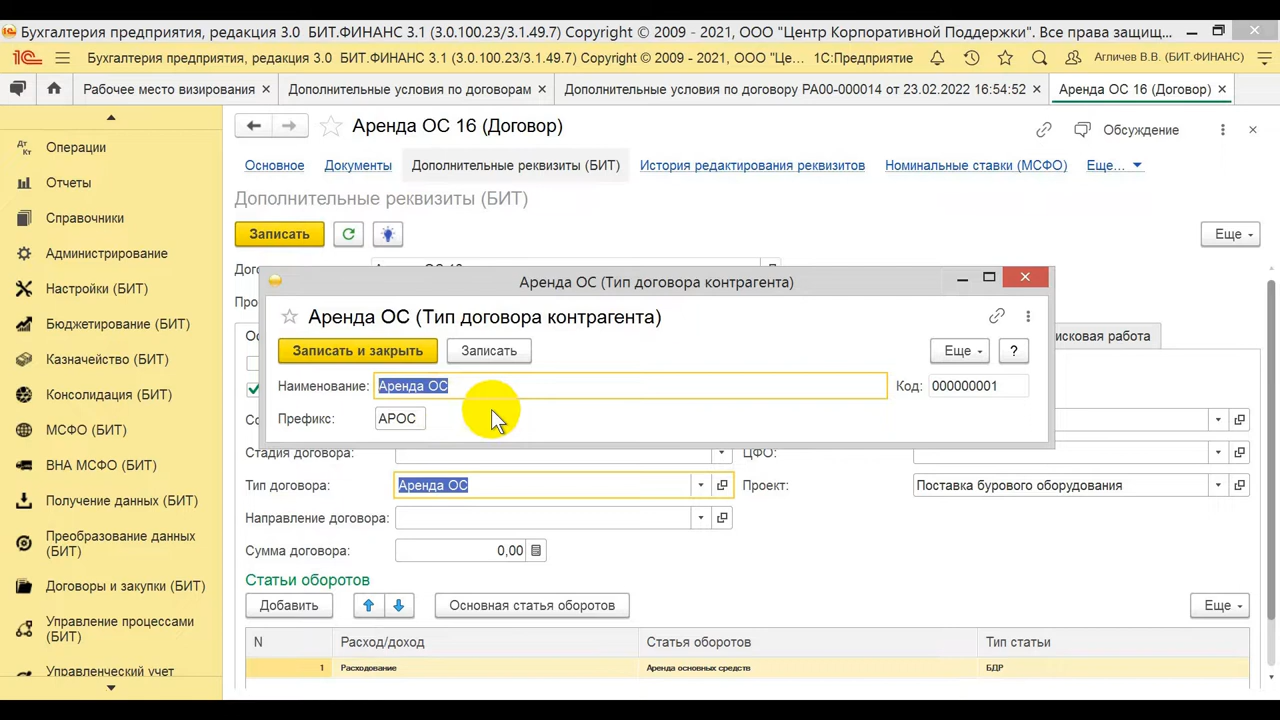 Бухгалтерия предприятия, редакция 3.0 БИТ.ФИНАНС 3.1 (3.0.100.23/3.1.49.7) Copyright © 2009 - 2021, ООО "Центр Корпоративной Поддержки". Все права защищ...
Бухгалтерия предприятия, редакция 3.0 БИТ.ФИНАНС 3.1 (3.0.100.23/3.1.49.7) Copyright © 2009 - 2021, ООО "Це... 1С:Предприятие Агличев В.В. (БИТ.ФИНАНС)
Рабочее место визирования × Дополнительные условия по договорам × Дополнительные условия по договору РА00-000014 от 23.02.2022 16:54:52 × Аренда ОС 16 (Договор) ×
Операции
Отчеты
Справочники
Администрирование
Настройки (БИТ)
Бюджетирование (БИТ)
Казначейство (БИТ)
Консолидация (БИТ)
МСФО (БИТ)
ВНА МСФО (БИТ)
Получение данных (БИТ)
Преобразование данных
(БИТ)
Договоры и закупки (БИТ)
Управление процессами
(БИТ)
Управленческий учет
Аренда ОС 16 (Договор) Обсуждение
Основное Документы Дополнительные реквизиты (БИТ) История редактирования реквизитов Номинальные ставки (МСФО) Еще...
Дополнительные реквизиты (БИТ)
Записать Еще
Аренда ОС (Тип договора контрагента)
Аренда ОС (Тип договора контрагента)
Записать и закрыть Записать Еще ?
Наименование: Аренда ОС Код: 000000001
Префикс: АРОС
исковая работа
Стадия договора: ЦФО:
Тип договора: Аренда ОС Проект: Поставка бурового оборудования
Направление договора:
Сумма договора: 0,00
Статьи оборотов
Добавить Основная статья оборотов Еще
N Расход/доход Статья оборотов Тип статьи
1 Расходование Аренда основных средств БДР